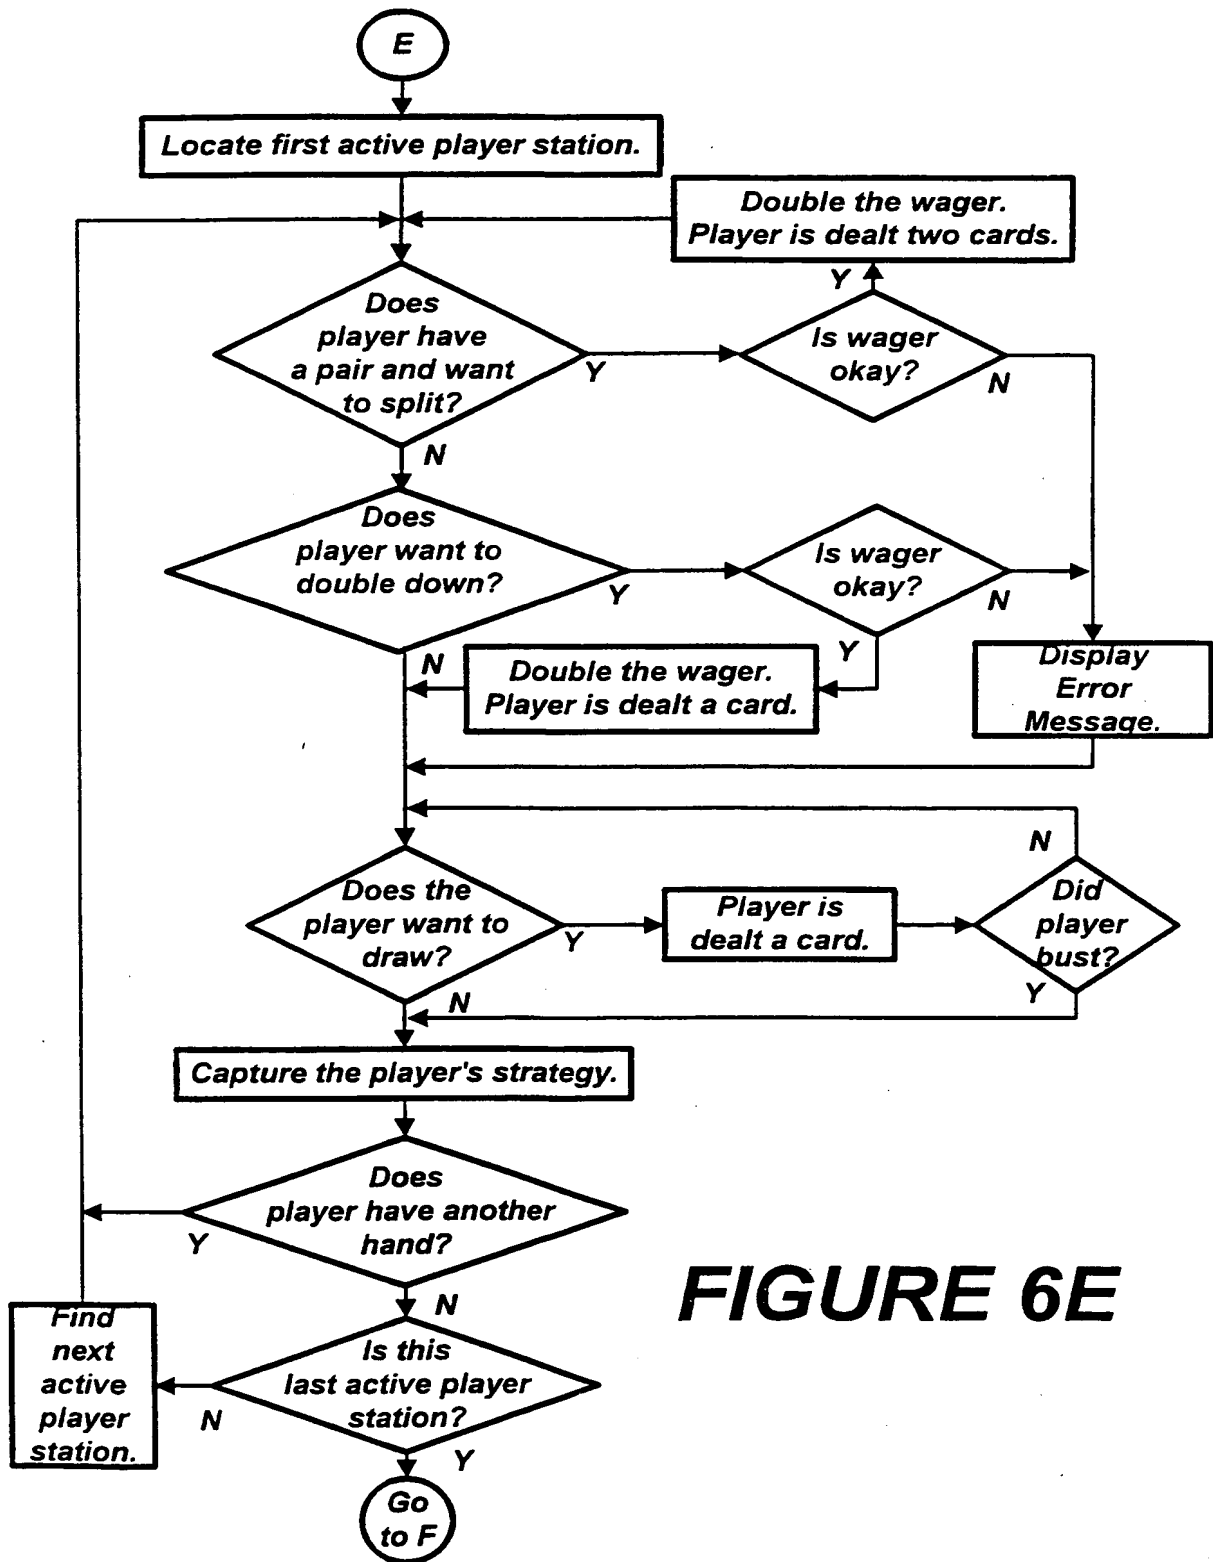 E
Locate first active player station.
Double the wager.
Player is dealt two cards.
Y
Does
player have
a pair and want
to split?
Y
Is wager
okay?
N
N
Does
player want to
double down?
Y
Is wager
okay?
N
N
Y
Double the wager.
Player is dealt a card.
Display
Error
Message.
N
Does the
player want to
draw?
Y
Player is
dealt a card.
Did
player
bust?
Y
N
Capture the player's strategy.
Does
player have another
hand?
Y
N
FIGURE 6E
Find
next
active
player
station.
Is this
last active player
station?
N
Y
Go
to F